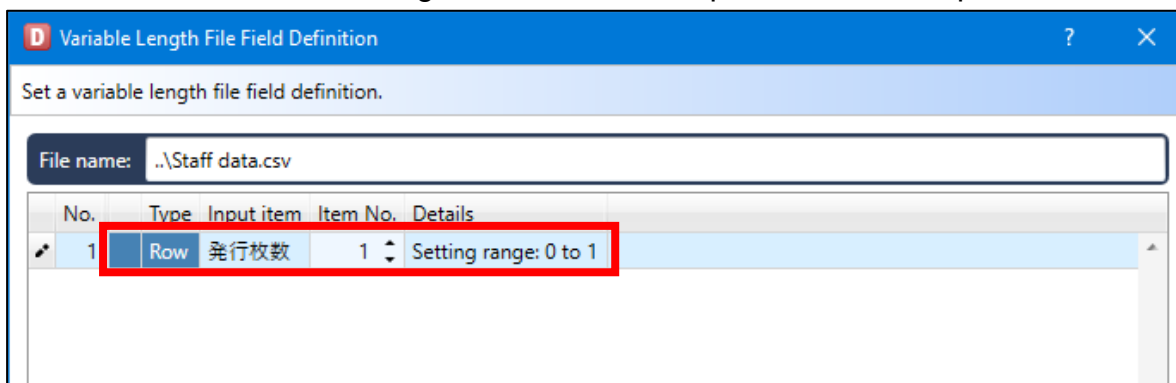 D Variable Length File Field Definition ? ×
Set a variable length file field definition.
File name: ..\Staff data.csv
No. Type Input item Item No. Details
1 Row 発行枚数 1 Setting range: 0 to 1